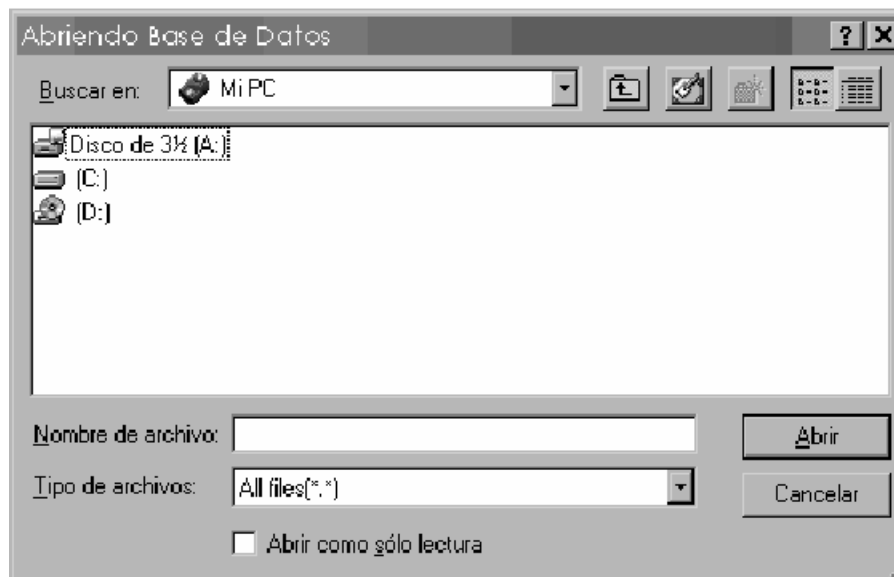 Abriendo Base de Datos
Buscar en: Mi PC
Disco de 3½ (A:)
(C:)
(D:)
Nombre de archivo: Abrir
Tipo de archivos: All files(*.*) Cancelar
Abrir como sólo lectura